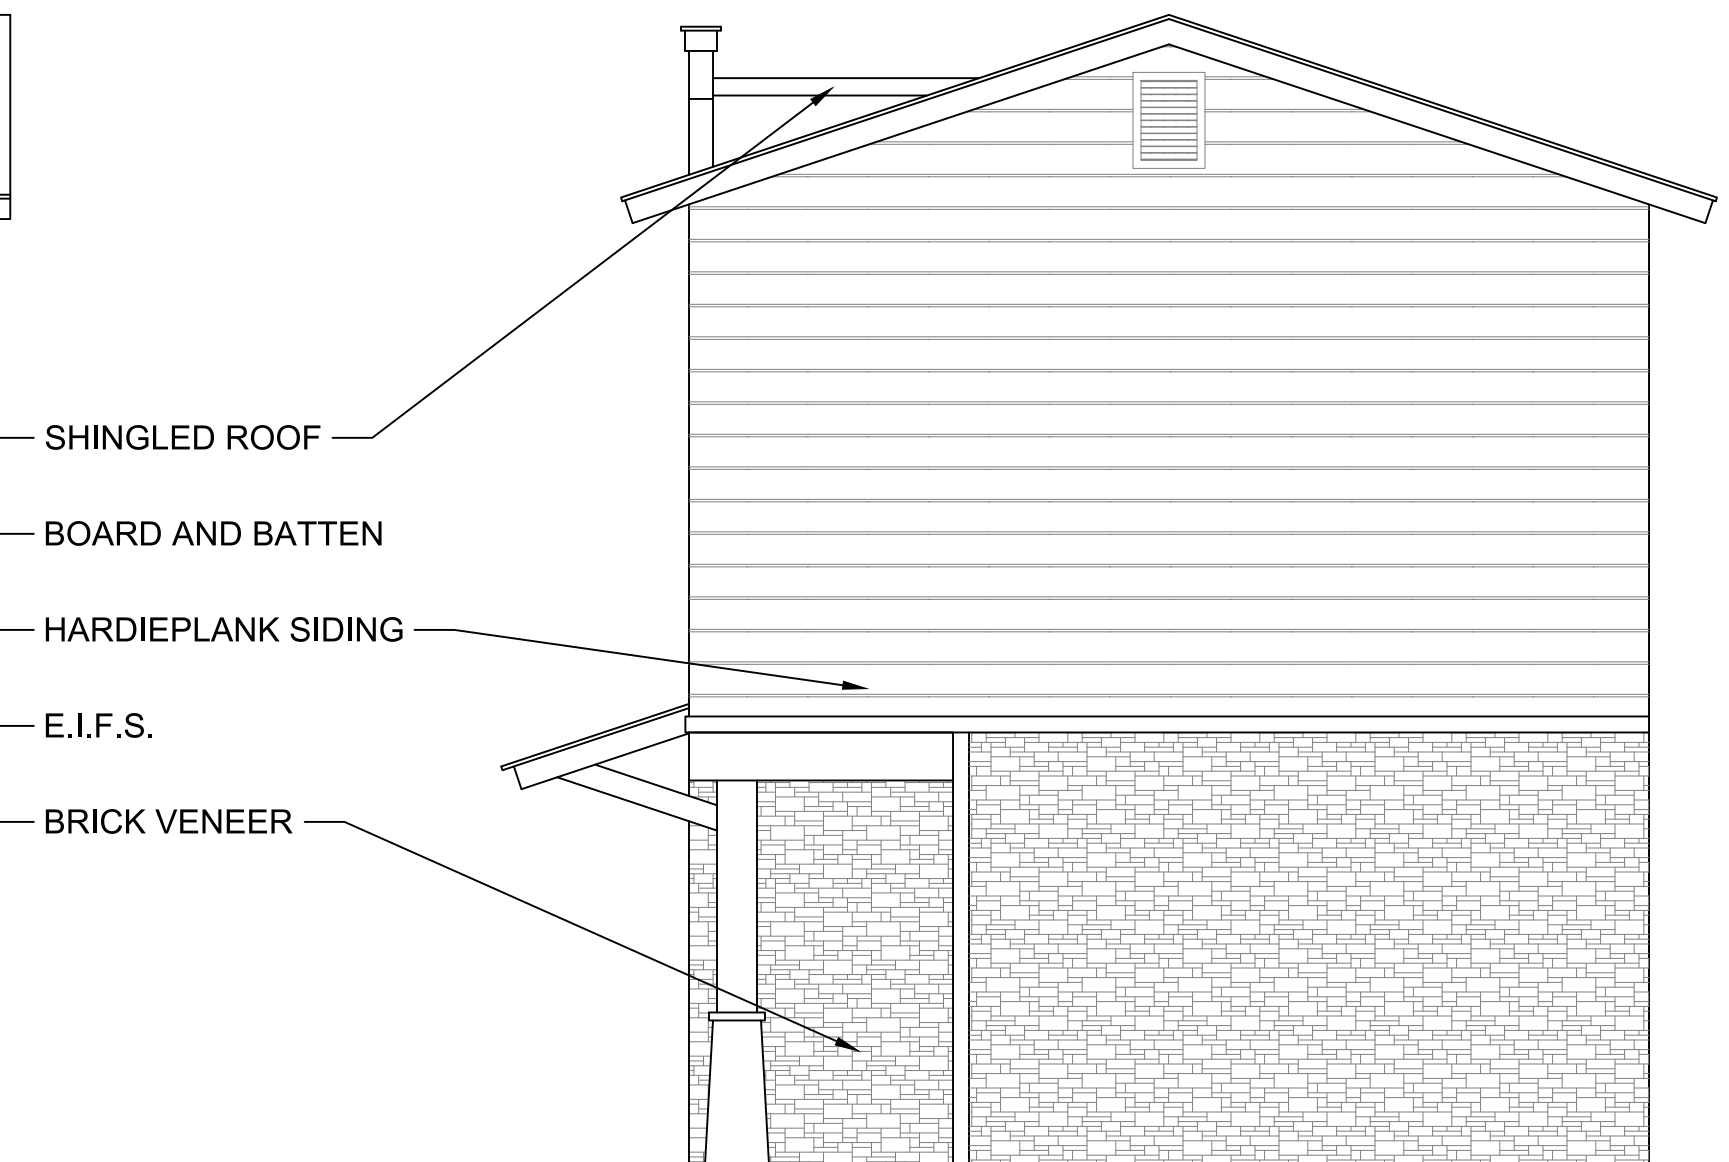 SHINGLED ROOF
BOARD AND BATTEN
HARDIEPLANK SIDING
E.I.F.S.
BRICK VENEER